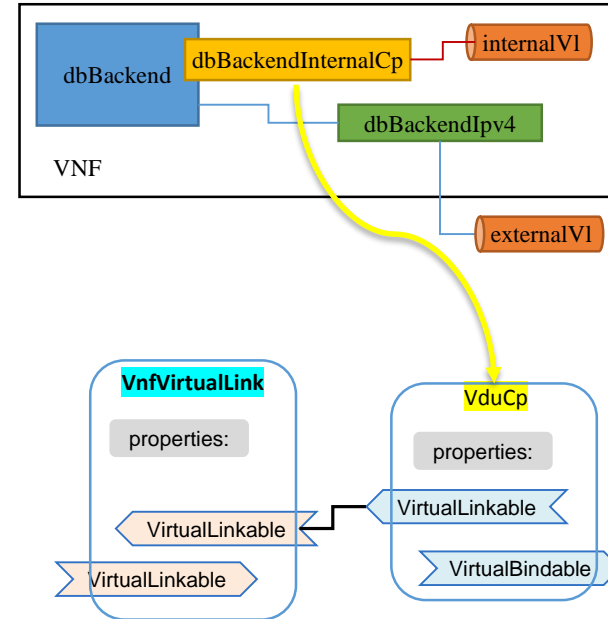 internalVl
dbBackendInternalCp
dbBackend
dbBackendIpv4
VNF
externalVl
VnfVirtualLink
VduCp
properties:
properties:
VirtualLinkable
VirtualLinkable
VirtualLinkable
VirtualBindable